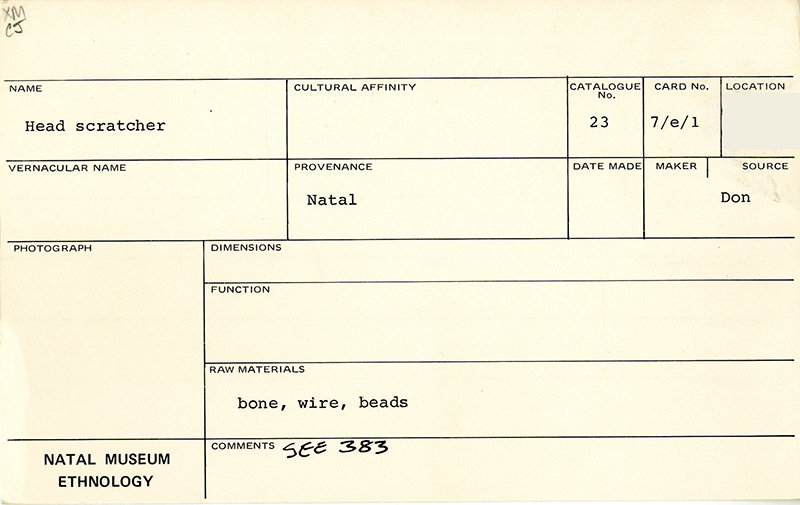 XM
CJ
NAME
CULTURAL AFFINITY
CATALOGUE No.
CARD No.
LOCATION
Head scratcher
23
7/e/1
VERNACULAR NAME
PROVENANCE
DATE MADE
MAKER
SOURCE
Natal
Don
PHOTOGRAPH
DIMENSIONS
FUNCTION
RAW MATERIALS
bone, wire, beads
COMMENTS SEE 383
NATAL MUSEUM
ETHNOLOGY